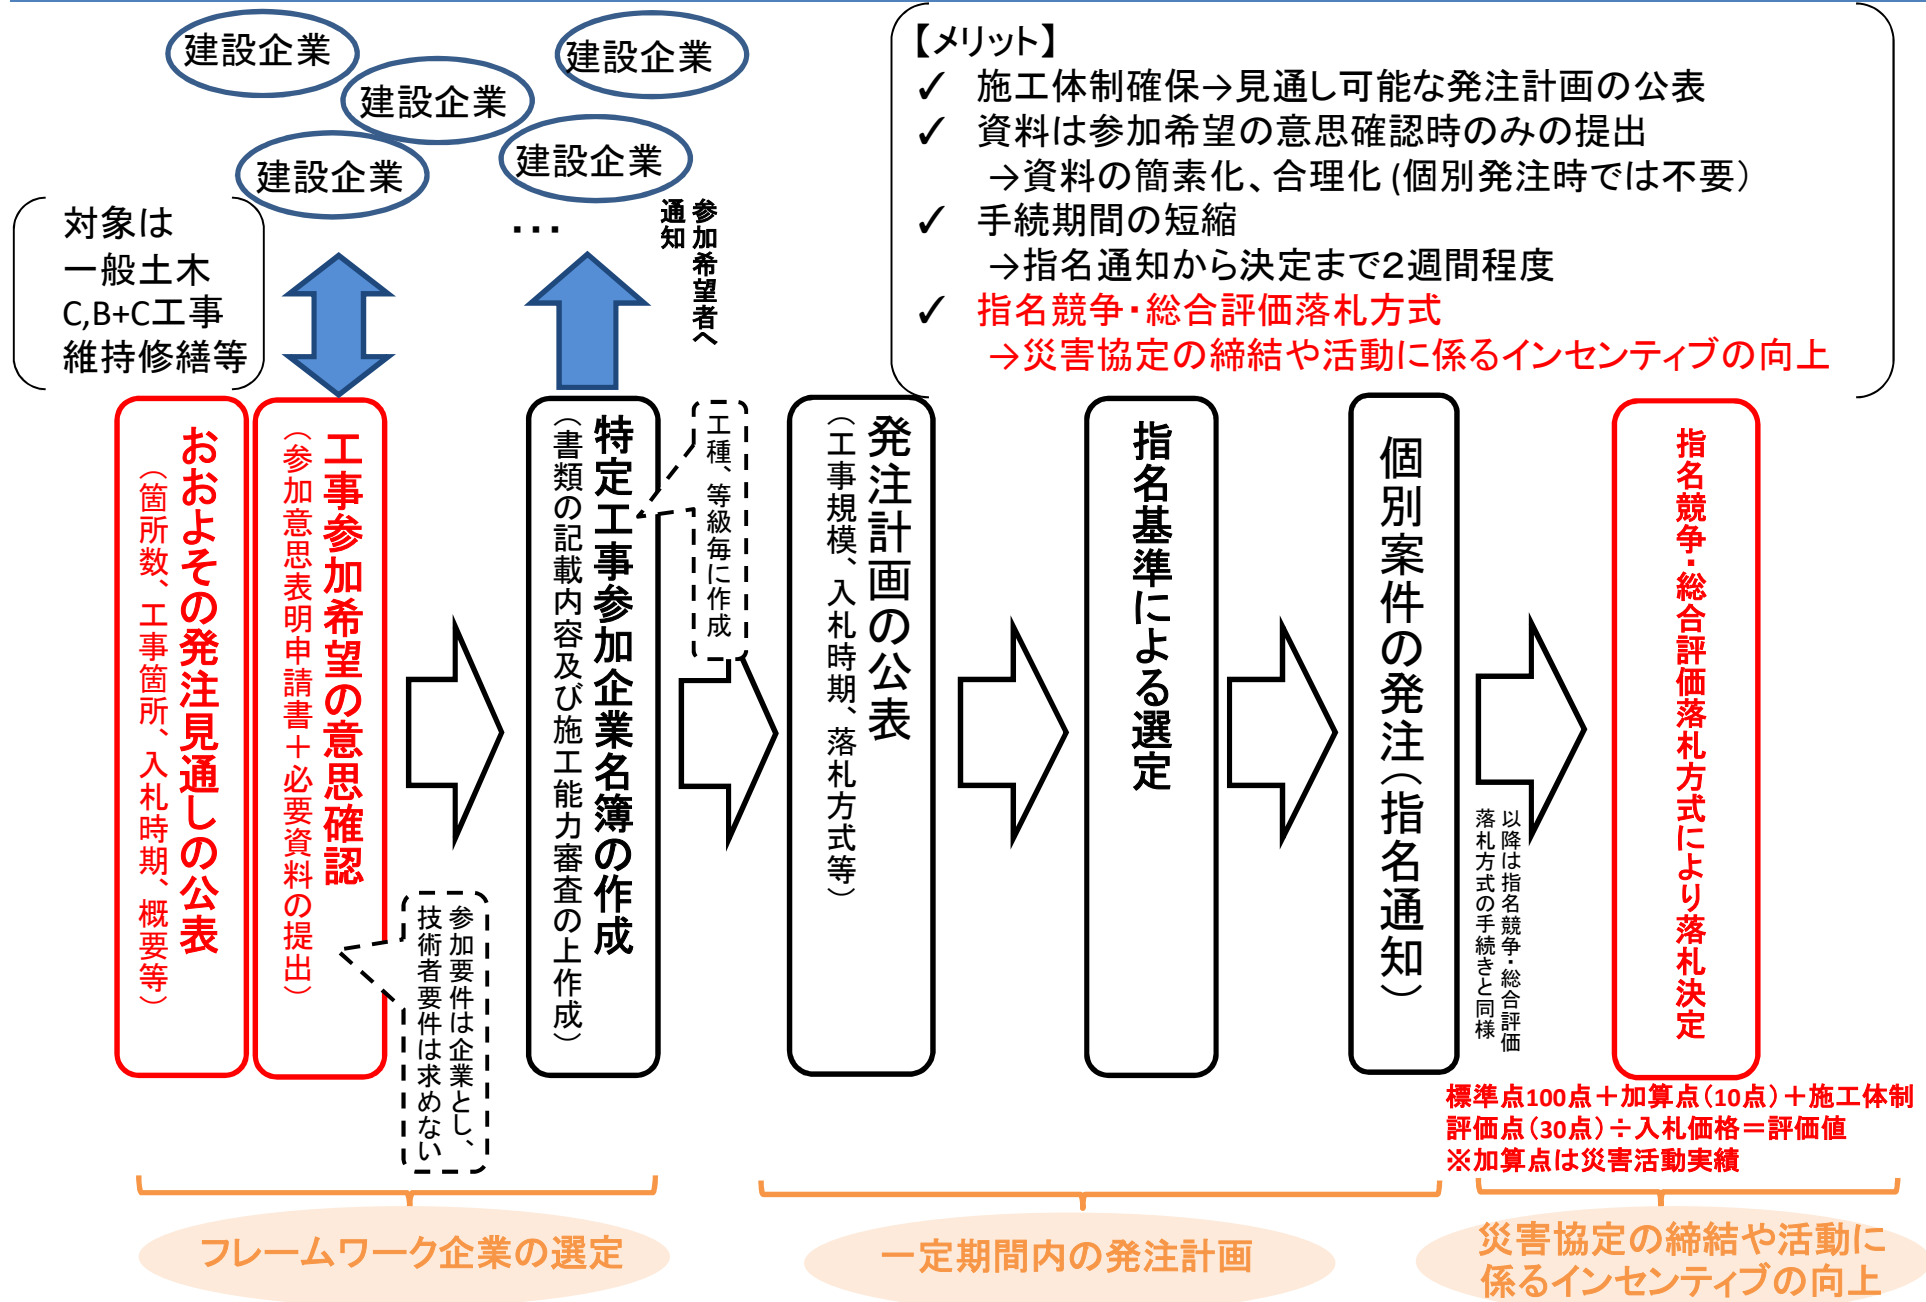 建設企業
建設企業
建設企業
建設企業
建設企業
…
対象は
一般土木
C,B+C工事
維持修繕等
参加希望者へ
通知
【メリット】
✓ 施工体制確保→見通し可能な発注計画の公表
✓ 資料は参加希望の意思確認時のみの提出
→資料の簡素化、合理化(個別発注時では不要)
✓ 手続期間の短縮
→指名通知から決定まで2週間程度
✓ 指名競争・総合評価落札方式
→災害協定の締結や活動に係るインセンティブの向上
おおよその発注見通しの公表
（箇所数、工事箇所、入札時期、概要等）
工事参加希望の意思確認
（参加意思表明申請書＋必要資料の提出）
参加要件は企業とし、
技術者要件は求めない
特定工事参加企業名簿の作成
（書類の記載内容及び施工能力審査の上作成）
工種、等級毎に作成
発注計画の公表
（工事規模、入札時期、落札方式等）
指名基準による選定
個別案件の発注（指名通知）
以降は指名競争・総合評価
落札方式の手続きと同様
指名競争・総合評価落札方式により落札決定
標準点100点＋加算点（10点）＋施工体制
評価点（30点）÷入札価格＝評価値
※加算点は災害活動実績
フレームワーク企業の選定
一定期間内の発注計画
災害協定の締結や活動に
係るインセンティブの向上